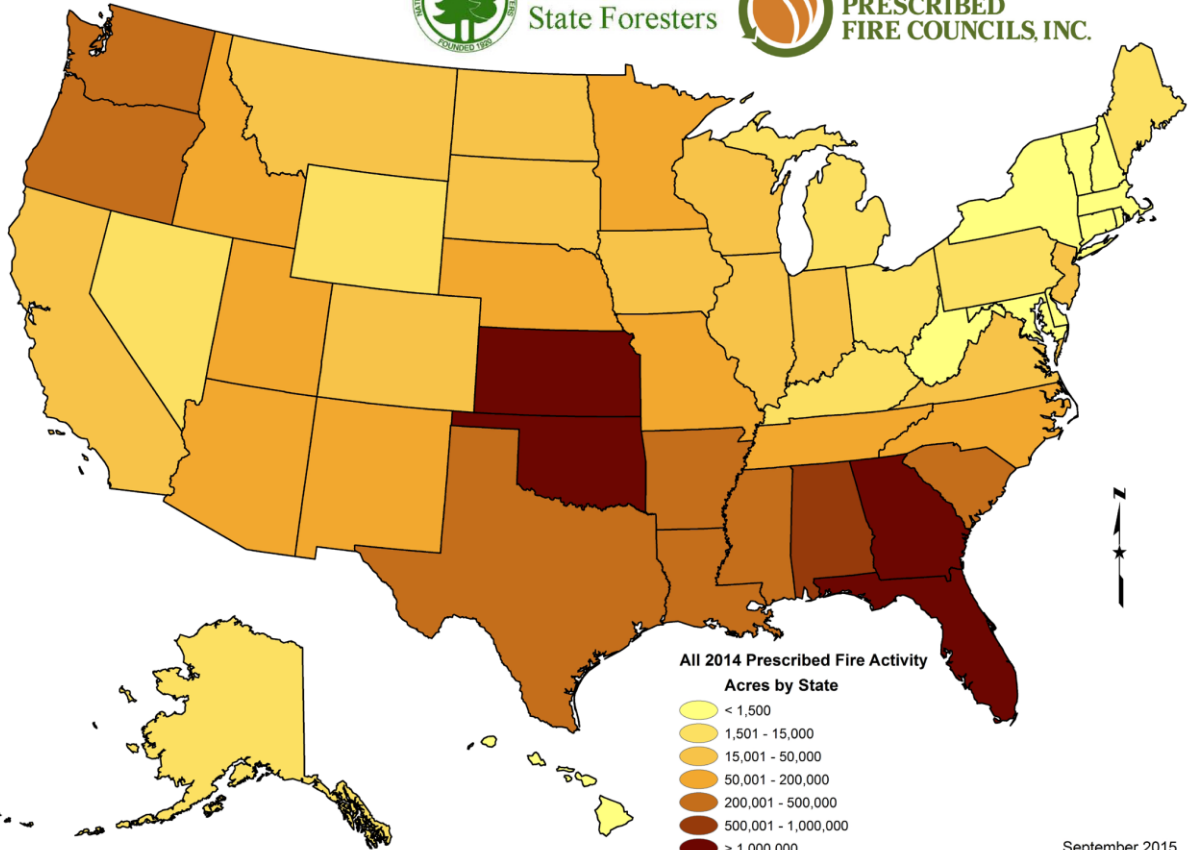 State Foresters
FOUNDED 1920
PRESCRIBED
FIRE COUNCILS, INC.
N
All 2014 Prescribed Fire Activity
Acres by State
< 1,500
1,501 - 15,000
15,001 - 50,000
50,001 - 200,000
200,001 - 500,000
500,001 - 1,000,000
> 1,000,000
September 2015